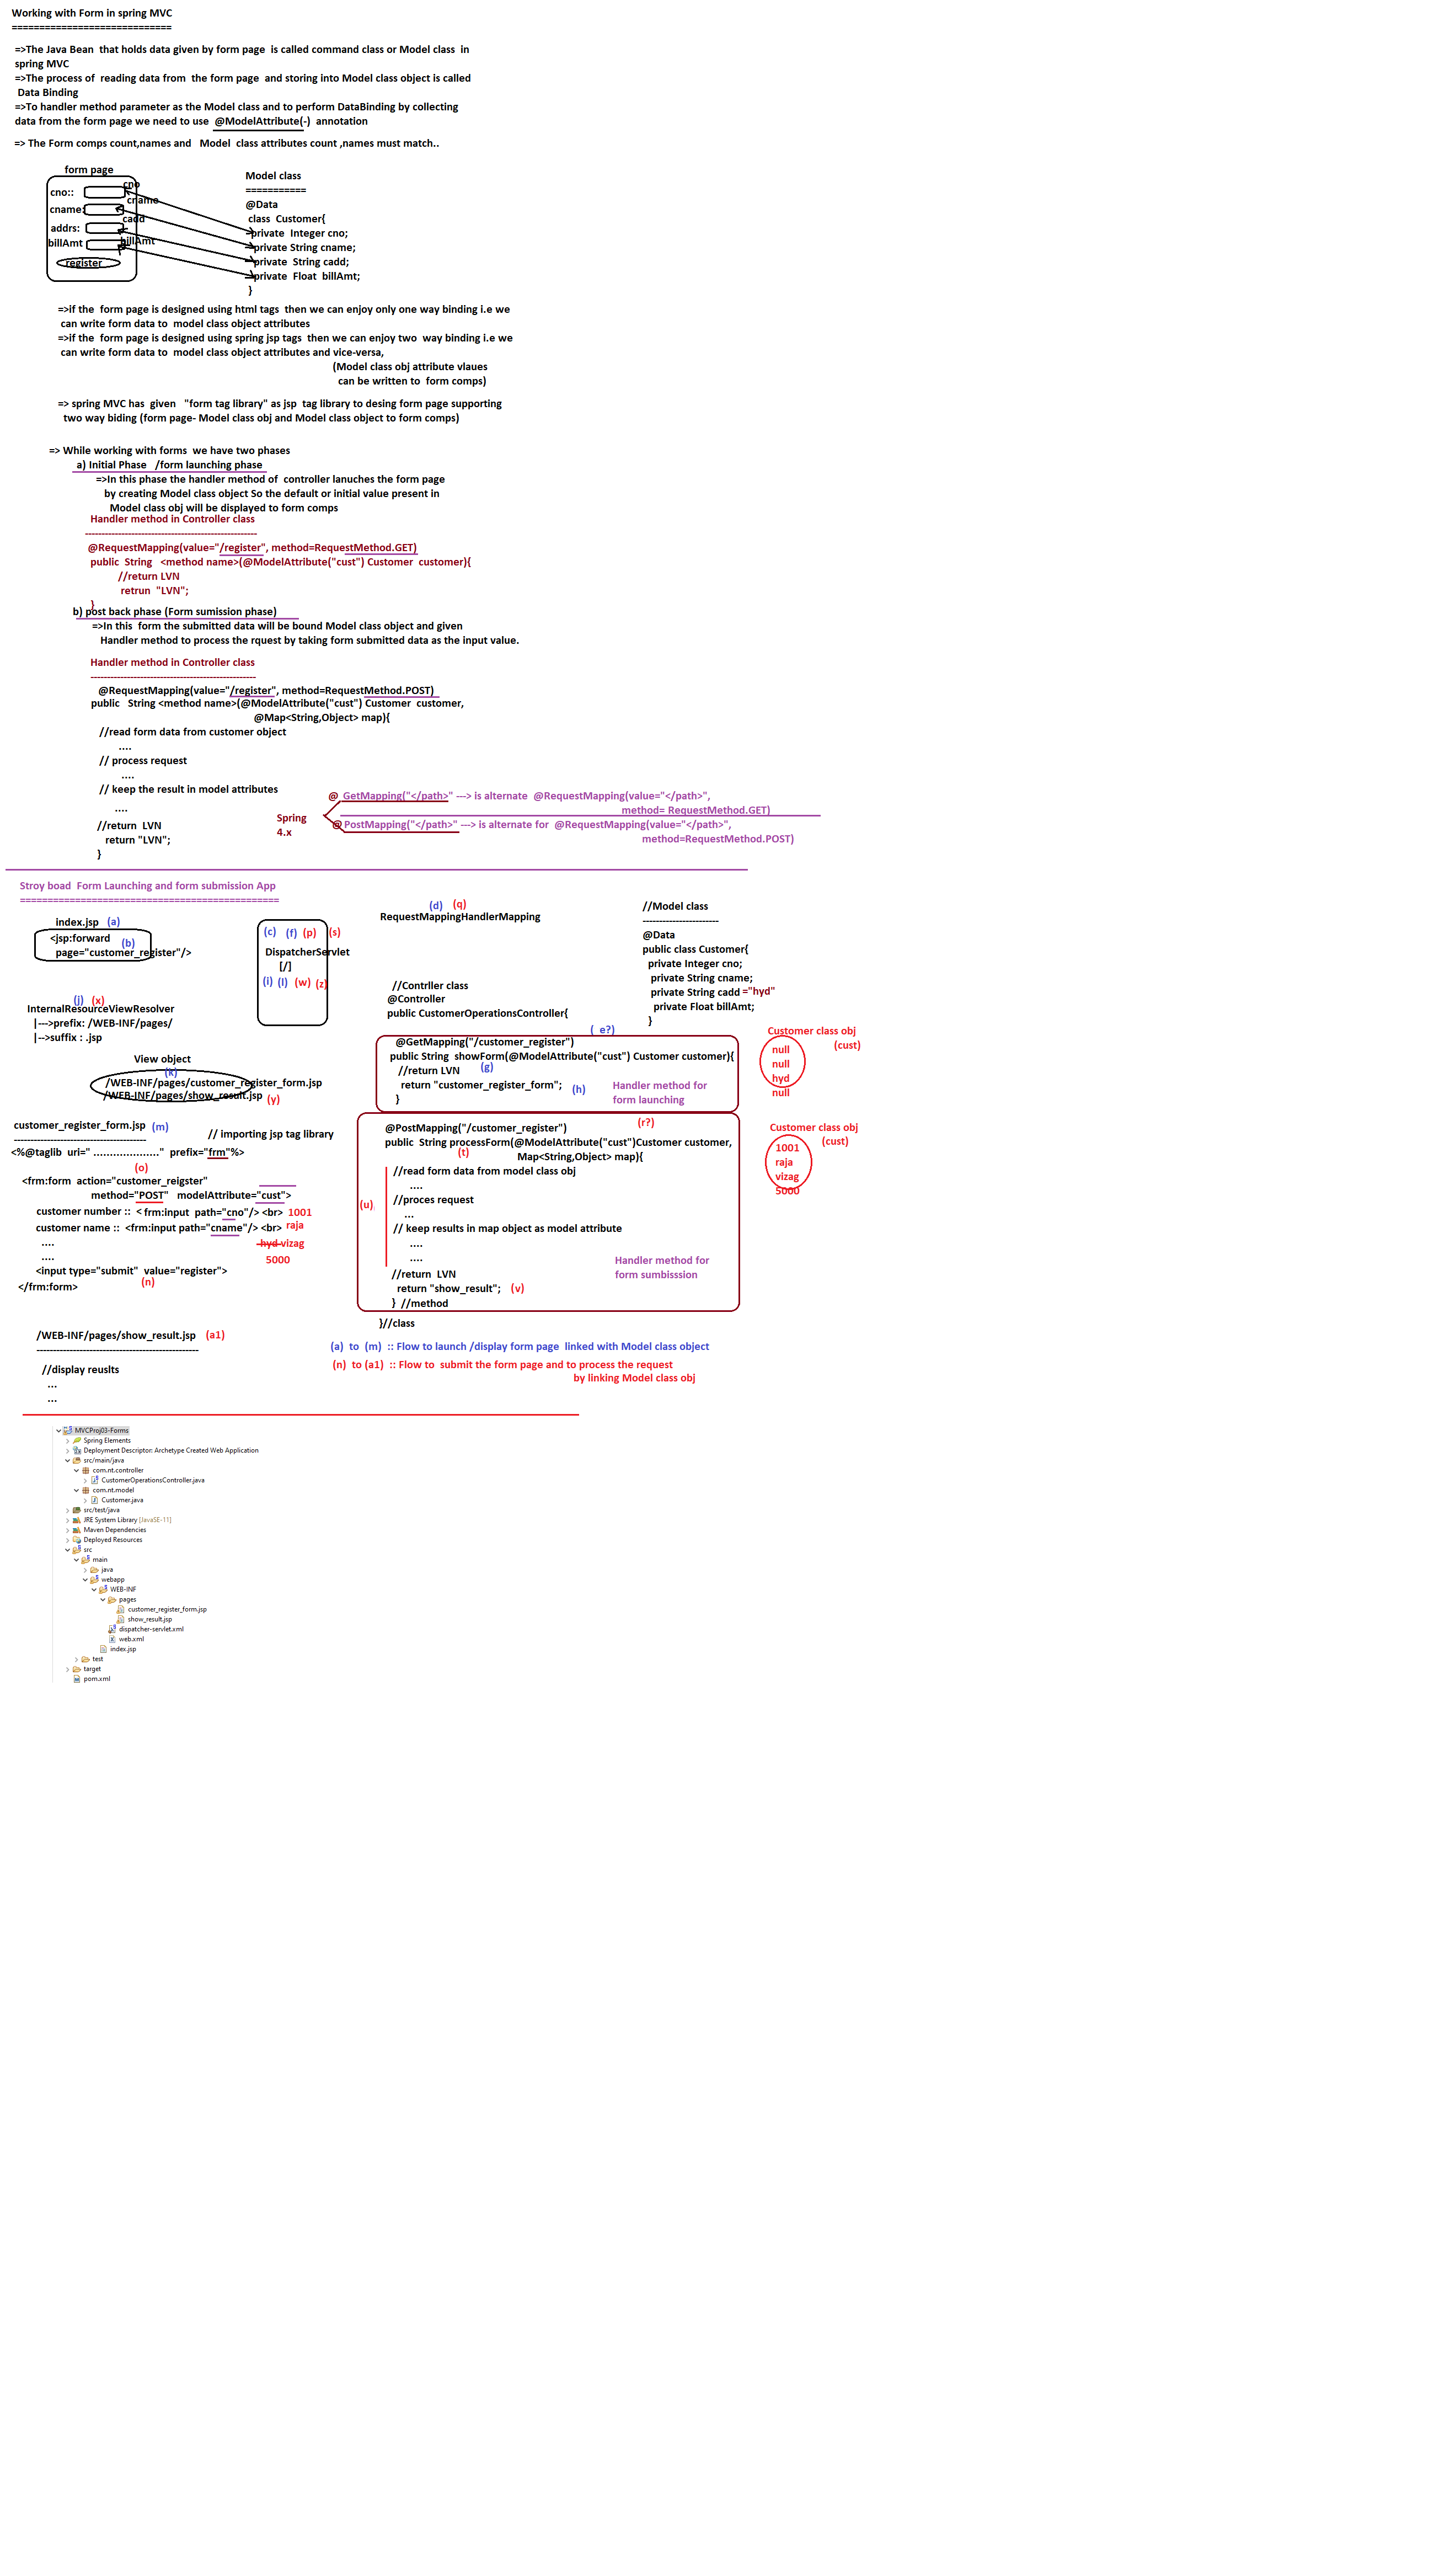 Working with Form in spring MVC
=============================
=>The Java Bean  that holds data given by form page  is called command class or Model class  in
spring MVC
=>The process of  reading data from  the form page  and storing into Model class object is called
Data Binding
=>To handler method parameter as the Model class and to perform DataBinding by collecting
data from the form page we need to use  @ModelAttribute(-)  annotation
=> The Form comps count,names and   Model  class attributes count ,names must match..
form page
cno::
cno
cname:
cname
addrs:
cadd
billAmt
billAmt
register
Model class
===========
@Data
class  Customer{
private  Integer cno;
private String cname;
private  String cadd;
private  Float  billAmt;
}
=>if the  form page is designed using html tags  then we can enjoy only one way binding i.e we
can write form data to  model class object attributes
=>if the  form page is designed using spring jsp tags  then we can enjoy two  way binding i.e we
can write form data to  model class object attributes and vice-versa,
(Model class obj attribute vlaues
can be written to  form comps)
=> spring MVC has  given   "form tag library" as jsp  tag library to desing form page supporting
two way biding (form page- Model class obj and Model class object to form comps)
=> While working with forms  we have two phases
a) Initial Phase   /form launching phase
=>In this phase the handler method of  controller lanuches the form page
by creating Model class object So the default or initial value present in
Model class obj will be displayed to form comps
Handler method in Controller class
-----------------------------------------------------
@RequestMapping(value="/register", method=RequestMethod.GET)
public  String   <method name>(@ModelAttribute("cust") Customer  customer){
//return LVN
retrun  "LVN";
}
b) post back phase (Form sumission phase)
=>In this  form the submitted data will be bound Model class object and given
Handler method to process the rquest by taking form submitted data as the input value.
Handler method in Controller class
---------------------------------------------------
@RequestMapping(value="/register", method=RequestMethod.POST)
public   String <method name>(@ModelAttribute("cust") Customer  customer,
@Map<String,Object> map){
//read form data from customer object
....
// process request
....
// keep the result in model attributes
....
//return  LVN
return "LVN";
}
Spring
4.x
@ GetMapping("</path>" ---> is alternate  @RequestMapping(value="</path>",
method= RequestMethod.GET)
@ PostMapping("</path>" ---> is alternate for  @RequestMapping(value="</path>",
method=RequestMethod.POST)
Stroy boad  Form Launching and form submission App
===============================================
index.jsp   (a)
<jsp:forward
(b)
page="customer_register"/>
(c)   (f)  (p)   (s)
DispatcherServlet
[/]
(i)  (l)  (w)  (z)
(d)   (q)
RequestMappingHandlerMapping
//Model class
-----------------------
@Data
public class Customer{
private Integer cno;
private String cname;
private String cadd ="hyd"
private Float billAmt;
}
(j)  (x)
InternalResourceViewResolver
|--->prefix: /WEB-INF/pages/
|-->suffix : .jsp
View object
(k)
/WEB-INF/pages/customer_register_form.jsp
/WEB-INF/pages/show_result.jsp  (y)
//Contrller class
@Controller
public CustomerOperationsController{
(  e?)
@GetMapping("/customer_register")
public String  showForm(@ModelAttribute("cust") Customer customer){
//return LVN   (g)
return "customer_register_form";   (h)
}
Handler method for
form launching
Customer class obj
(cust)
null
null
hyd
null
customer_register_form.jsp  (m)
-----------------------------------------
// importing jsp tag library
<%@taglib  uri=" ...................."  prefix="frm"%>
(o)
<frm:form  action="customer_reigster"
method="POST"   modelAttribute="cust">
customer number ::  < frm:input  path="cno"/> <br>  1001
customer name ::  <frm:input path="cname"/> <br>  raja
....
hyd vizag
....
5000
<input type="submit"  value="register">
(n)
</frm:form>
(r?)
@PostMapping("/customer_register")
public  String processForm(@ModelAttribute("cust")Customer customer,
(t)
Map<String,Object> map){
//read form data from model class obj
....
//proces request
...
(u)
// keep results in map object as model attribute
....
....
//return  LVN
return "show_result";   (v)
}  //method
}//class
Handler method for
form sumbisssion
Customer class obj
(cust)
1001
raja
vizag
5000
/WEB-INF/pages/show_result.jsp   (a1)
--------------------------------------------------
//display reuslts
...
...
(a)  to  (m)  :: Flow to launch /display form page  linked with Model class object
(n)  to (a1)  :: Flow to  submit the form page and to process the request
by linking Model class obj
MVCProj03-Forms
Spring Elements
Deployment Descriptor: Archetype Created Web Application
src/main/java
com.nt.controller
CustomerOperationsController.java
com.nt.model
Customer.java
src/test/java
JRE System Library [JavaSE-11]
Maven Dependencies
Deployed Resources
src
main
java
webapp
WEB-INF
pages
customer_register_form.jsp
show_result.jsp
dispatcher-servlet.xml
web.xml
index.jsp
test
target
pom.xml